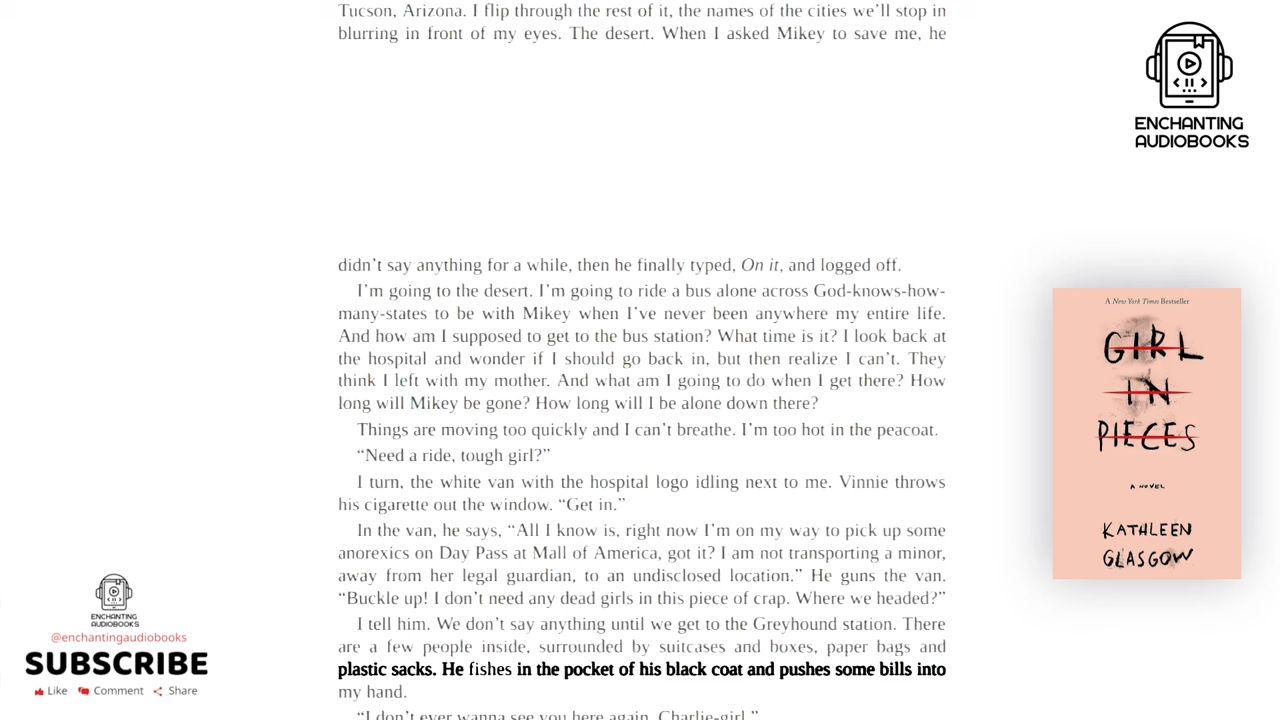 Tucson, Arizona. I flip through the rest of it, the names of the cities we’ll stop in
blurring in front of my eyes. The desert. When I asked Mikey to save me, he
didn’t say anything for a while, then he finally typed, On it, and logged off.
I’m going to the desert. I’m going to ride a bus alone across God-knows-how-
many-states to be with Mikey when I’ve never been anywhere my entire life.
And how am I supposed to get to the bus station? What time is it? I look back at
the hospital and wonder if I should go back in, but then realize I can’t. They
think I left with my mother. And what am I going to do when I get there? How
long will Mikey be gone? How long will I be alone down there?
Things are moving too quickly and I can’t breathe. I’m too hot in the peacoat.
“Need a ride, tough girl?”
I turn, the white van with the hospital logo idling next to me. Vinnie throws
his cigarette out the window. “Get in.”
In the van, he says, “All I know is, right now I’m on my way to pick up some
anorexics on Day Pass at Mall of America, got it? I am not transporting a minor,
away from her legal guardian, to an undisclosed location.” He guns the van.
“Buckle up! I don’t need any dead girls in this piece of crap. Where we headed?”
I tell him. We don’t say anything until we get to the Greyhound station. There
are a few people inside, surrounded by suitcases and boxes, paper bags and
plastic sacks. He fishes in the pocket of his black coat and pushes some bills into
my hand.
“I don’t ever wanna see you here again, Charlie-girl.”
ENCHANTING
AUDIOBOOKS
A New York Times Bestseller
GIRL
IN
PIECES
A NOVEL
KATHLEEN
GLASGOW
ENCHANTING
AUDIOBOOKS
@enchantingaudiobooks
SUBSCRIBE
Like Comment Share